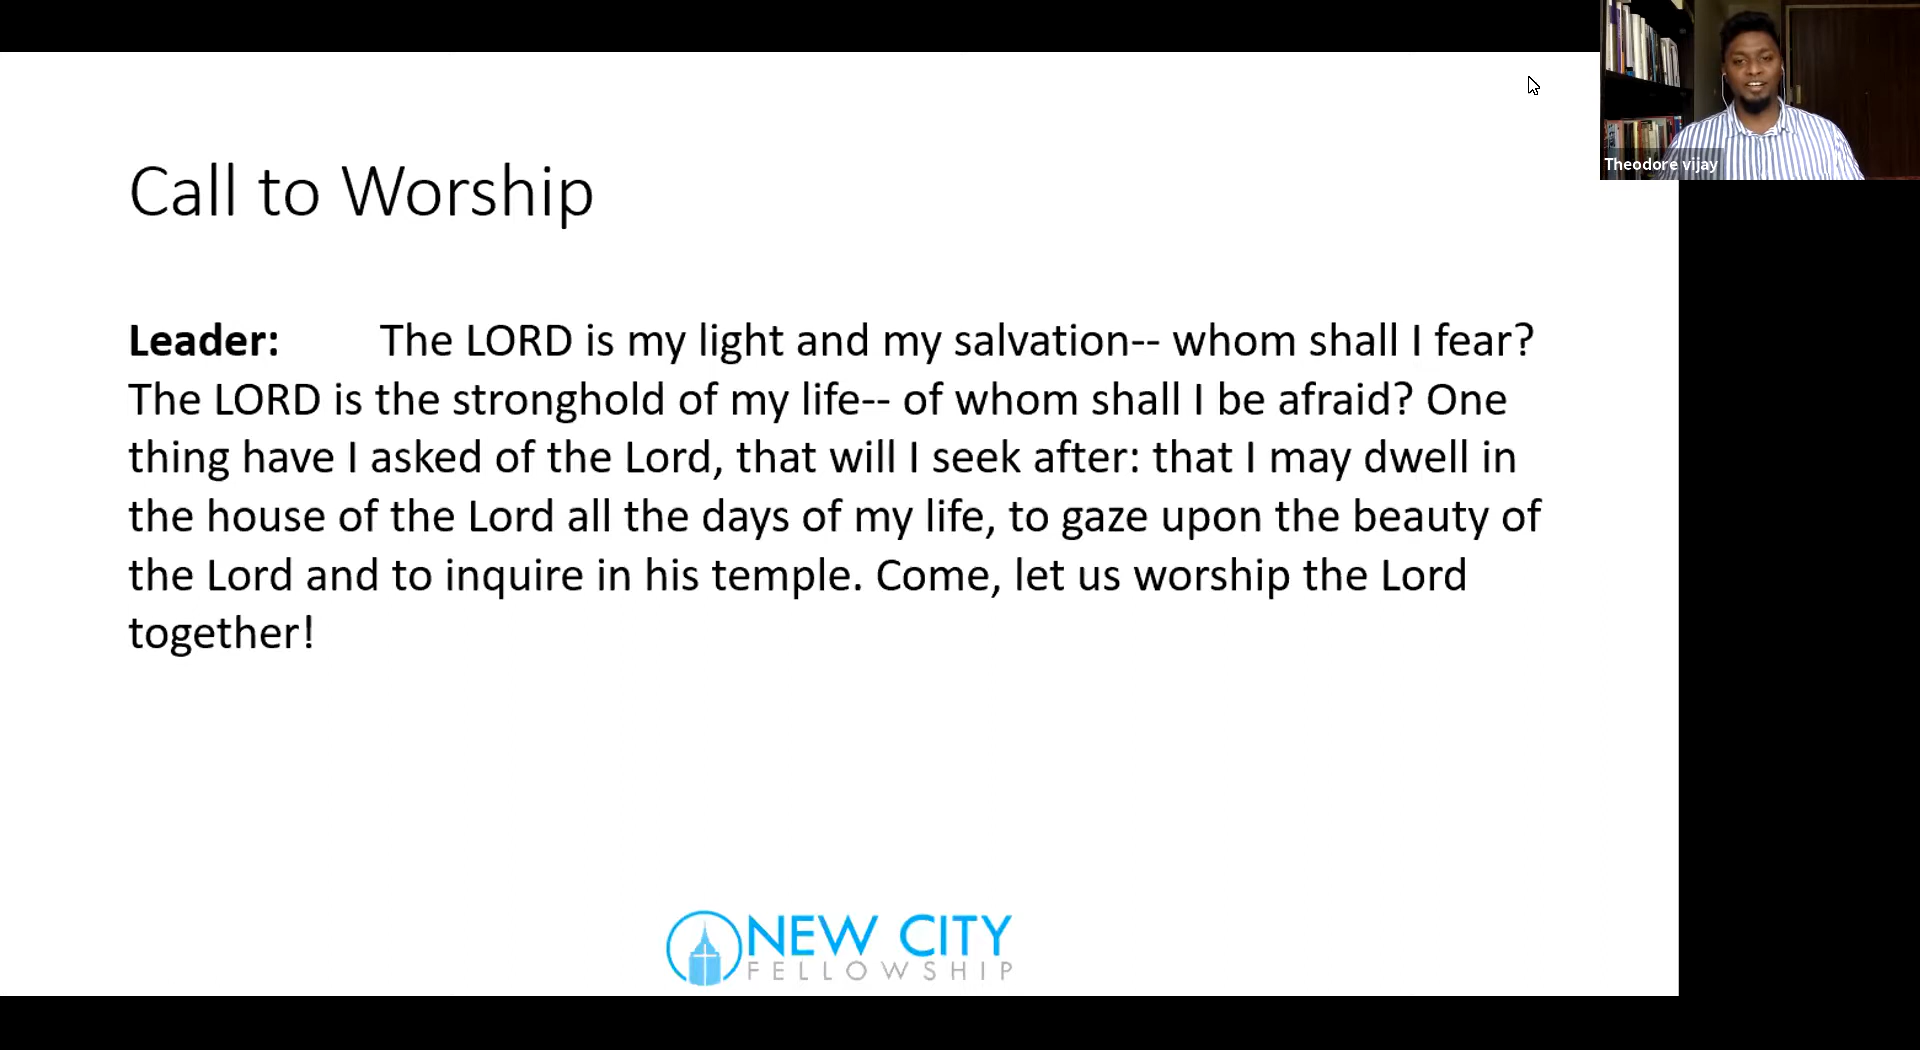 Theodore vijay
Call to Worship
Leader: The LORD is my light and my salvation-- whom shall I fear?
The LORD is the stronghold of my life-- of whom shall I be afraid? One
thing have I asked of the Lord, that will I seek after: that I may dwell in
the house of the Lord all the days of my life, to gaze upon the beauty of
the Lord and to inquire in his temple. Come, let us worship the Lord
together!
NEW CITY
FELLOWSHIP